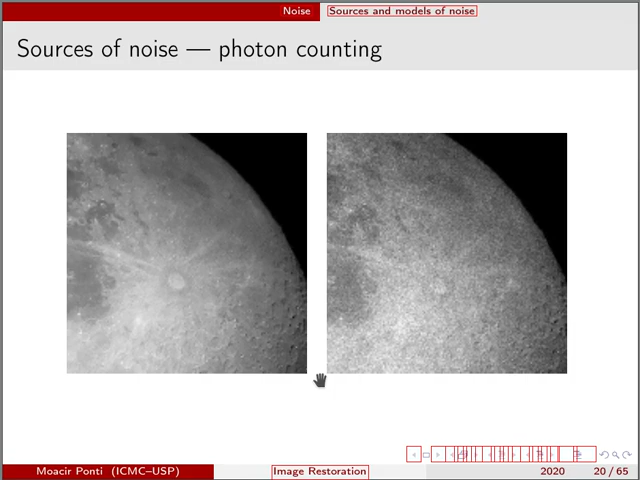 Noise Sources and models of noise
Sources of noise — photon counting
Moacir Ponti (ICMC–USP) Image Restoration 2020 20 / 65